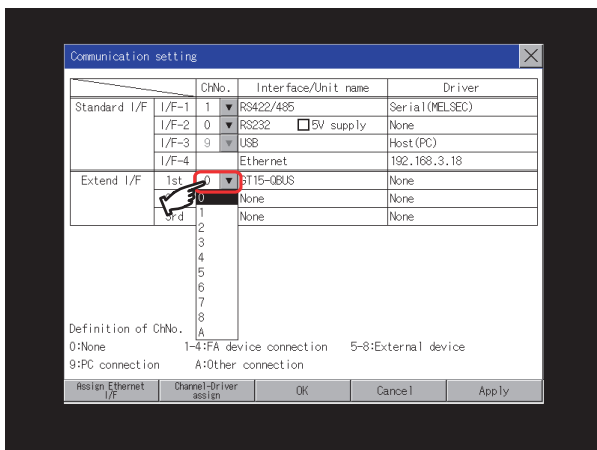 Communication setting
ChNo. Interface/Unit name Driver
Standard I/F I/F-1 1 RS422/485 Serial(MELSEC)
I/F-2 0 RS232 5V supply None
I/F-3 9 USB Host(PC)
I/F-4 Ethernet 192.168.3.18
Extend I/F 1st 0 GT15-QBUS None
0 None None
3rd 1 None None
2
3
4
5
6
7
8
A
Definition of ChNo.
0:None 1-4:FA device connection 5-8:External device
9:PC connection A:Other connection
Assign Ethernet I/F Channel-Driver assign OK Cancel Apply